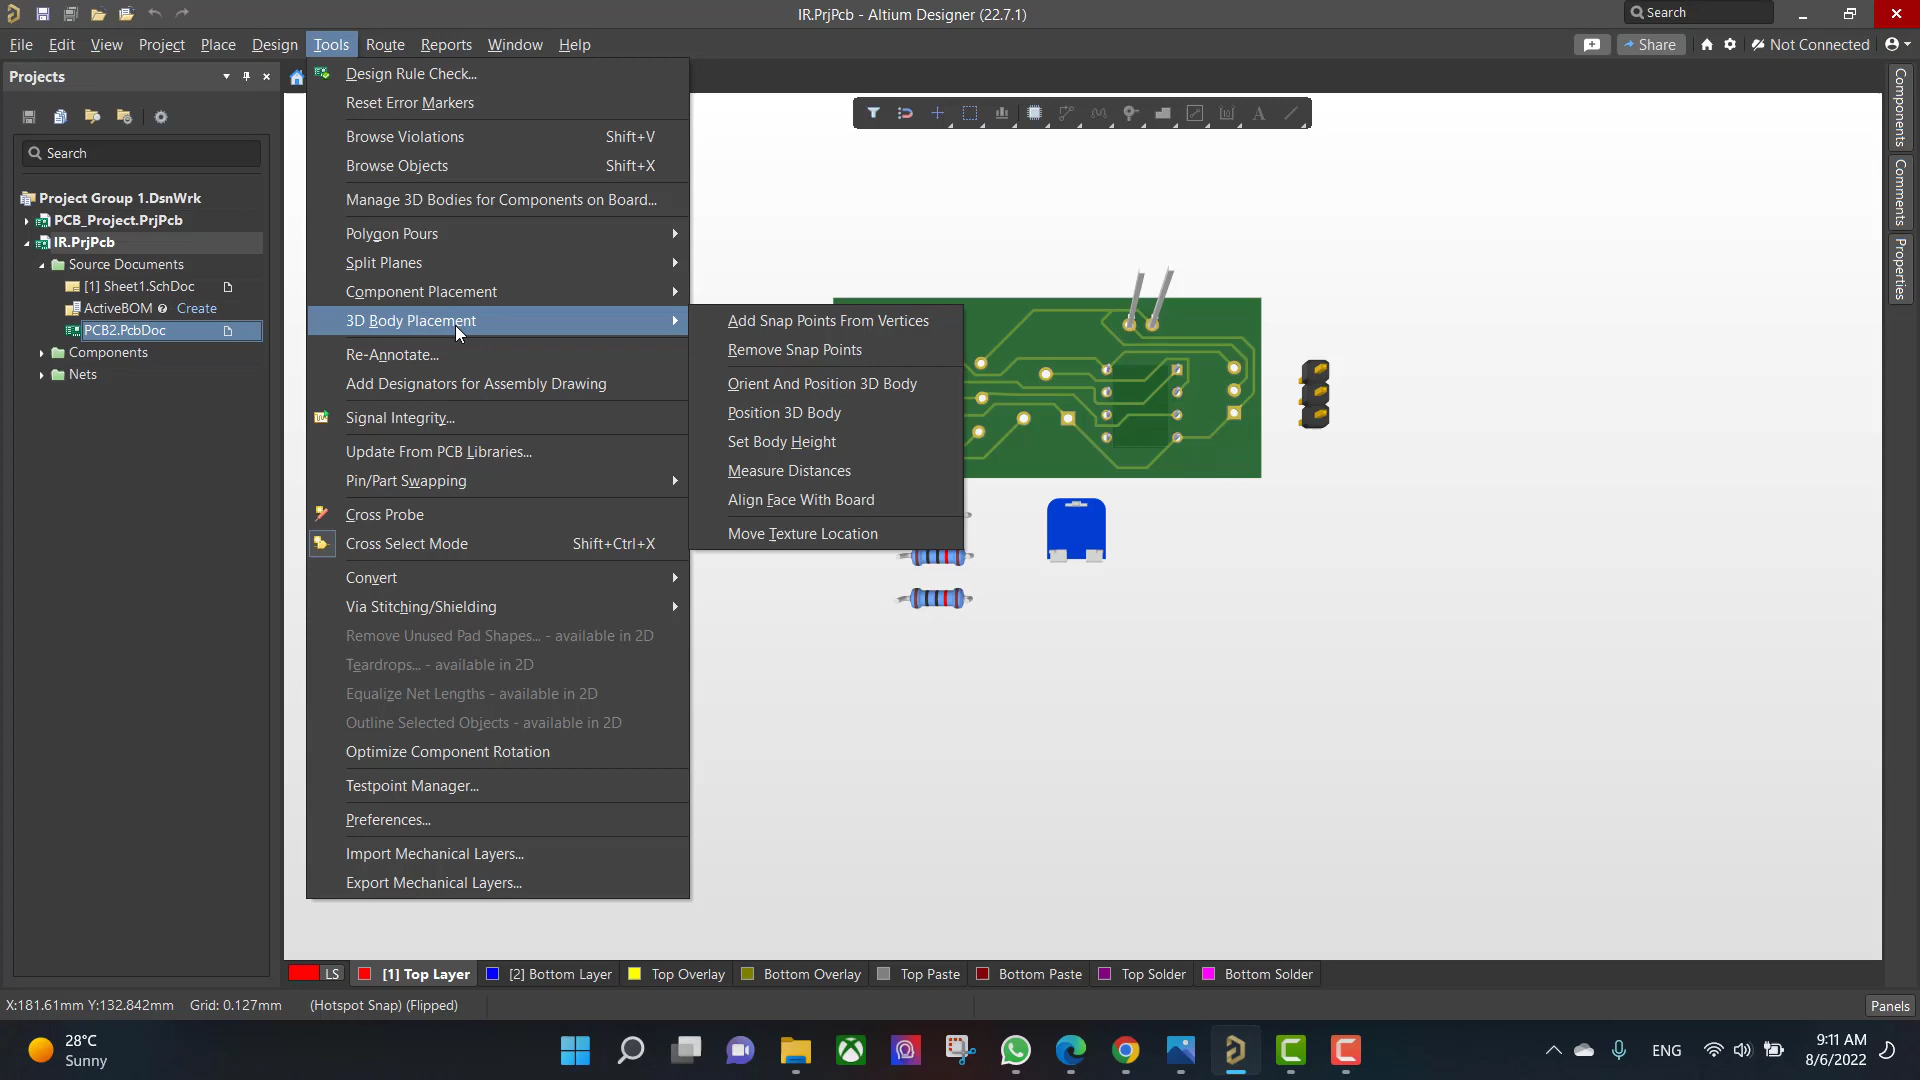 IR.PrjPcb - Altium Designer (22.7.1)
Search
File Edit View Project Place Design Tools Route Reports Window Help
Share
Not Connected
Projects
Search
Project Group 1.DsnWrk
PCB_Project.PrjPcb
IR.PrjPcb
Source Documents
[1] Sheet1.SchDoc
ActiveBOM Create
PCB2.PcbDoc
Components
Nets
Design Rule Check...
Reset Error Markers
Browse Violations Shift+V
Browse Objects Shift+X
Manage 3D Bodies for Components on Board...
Polygon Pours
Split Planes
Component Placement
3D Body Placement
Re-Annotate...
Add Designators for Assembly Drawing
Signal Integrity...
Update From PCB Libraries...
Pin/Part Swapping
Cross Probe
Cross Select Mode Shift+Ctrl+X
Convert
Via Stitching/Shielding
Remove Unused Pad Shapes... - available in 2D
Teardrops... - available in 2D
Equalize Net Lengths - available in 2D
Outline Selected Objects - available in 2D
Optimize Component Rotation
Testpoint Manager...
Preferences...
Import Mechanical Layers...
Export Mechanical Layers...
Add Snap Points From Vertices
Remove Snap Points
Orient And Position 3D Body
Position 3D Body
Set Body Height
Measure Distances
Align Face With Board
Move Texture Location
Components
Comments
Properties
LS [1] Top Layer [2] Bottom Layer Top Overlay Bottom Overlay Top Paste Bottom Paste Top Solder Bottom Solder
X:181.61mm Y:132.842mm Grid: 0.127mm (Hotspot Snap) (Flipped)
Panels
28°C
Sunny
ENG
9:11 AM
8/6/2022